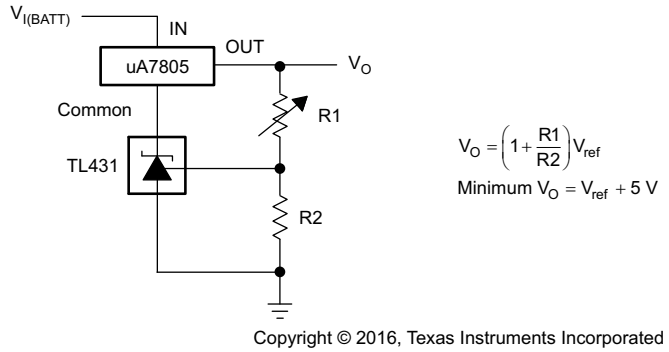 V_I(BATT)
IN
OUT
uA7805
V_O
Common
R1
TL431
R2
V_O = (1 + R1/R2) V_ref
Minimum V_O = V_ref + 5 V
Copyright © 2016, Texas Instruments Incorporated